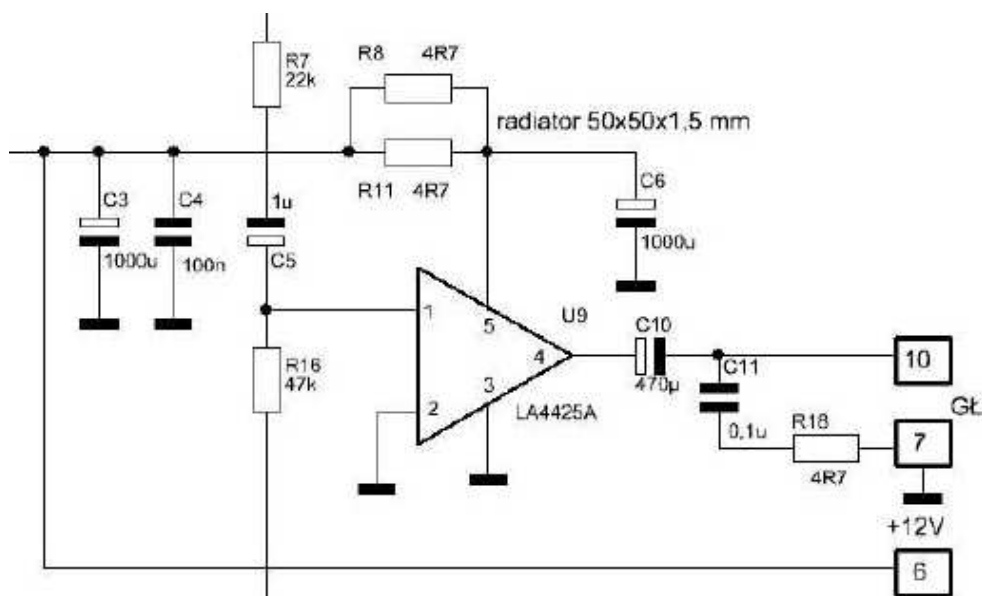 R7
22k
R8 4R7
radiator 50x50x1,5 mm
R11 4R7
C3
1000u
C4
100n
1u
C5
C6
1000u
1
5
U9
4
3
2
LA4425A
C10
470µ
C11
0,1u
R16
47k
R18
4R7
10
GŁ
7
+12V
6